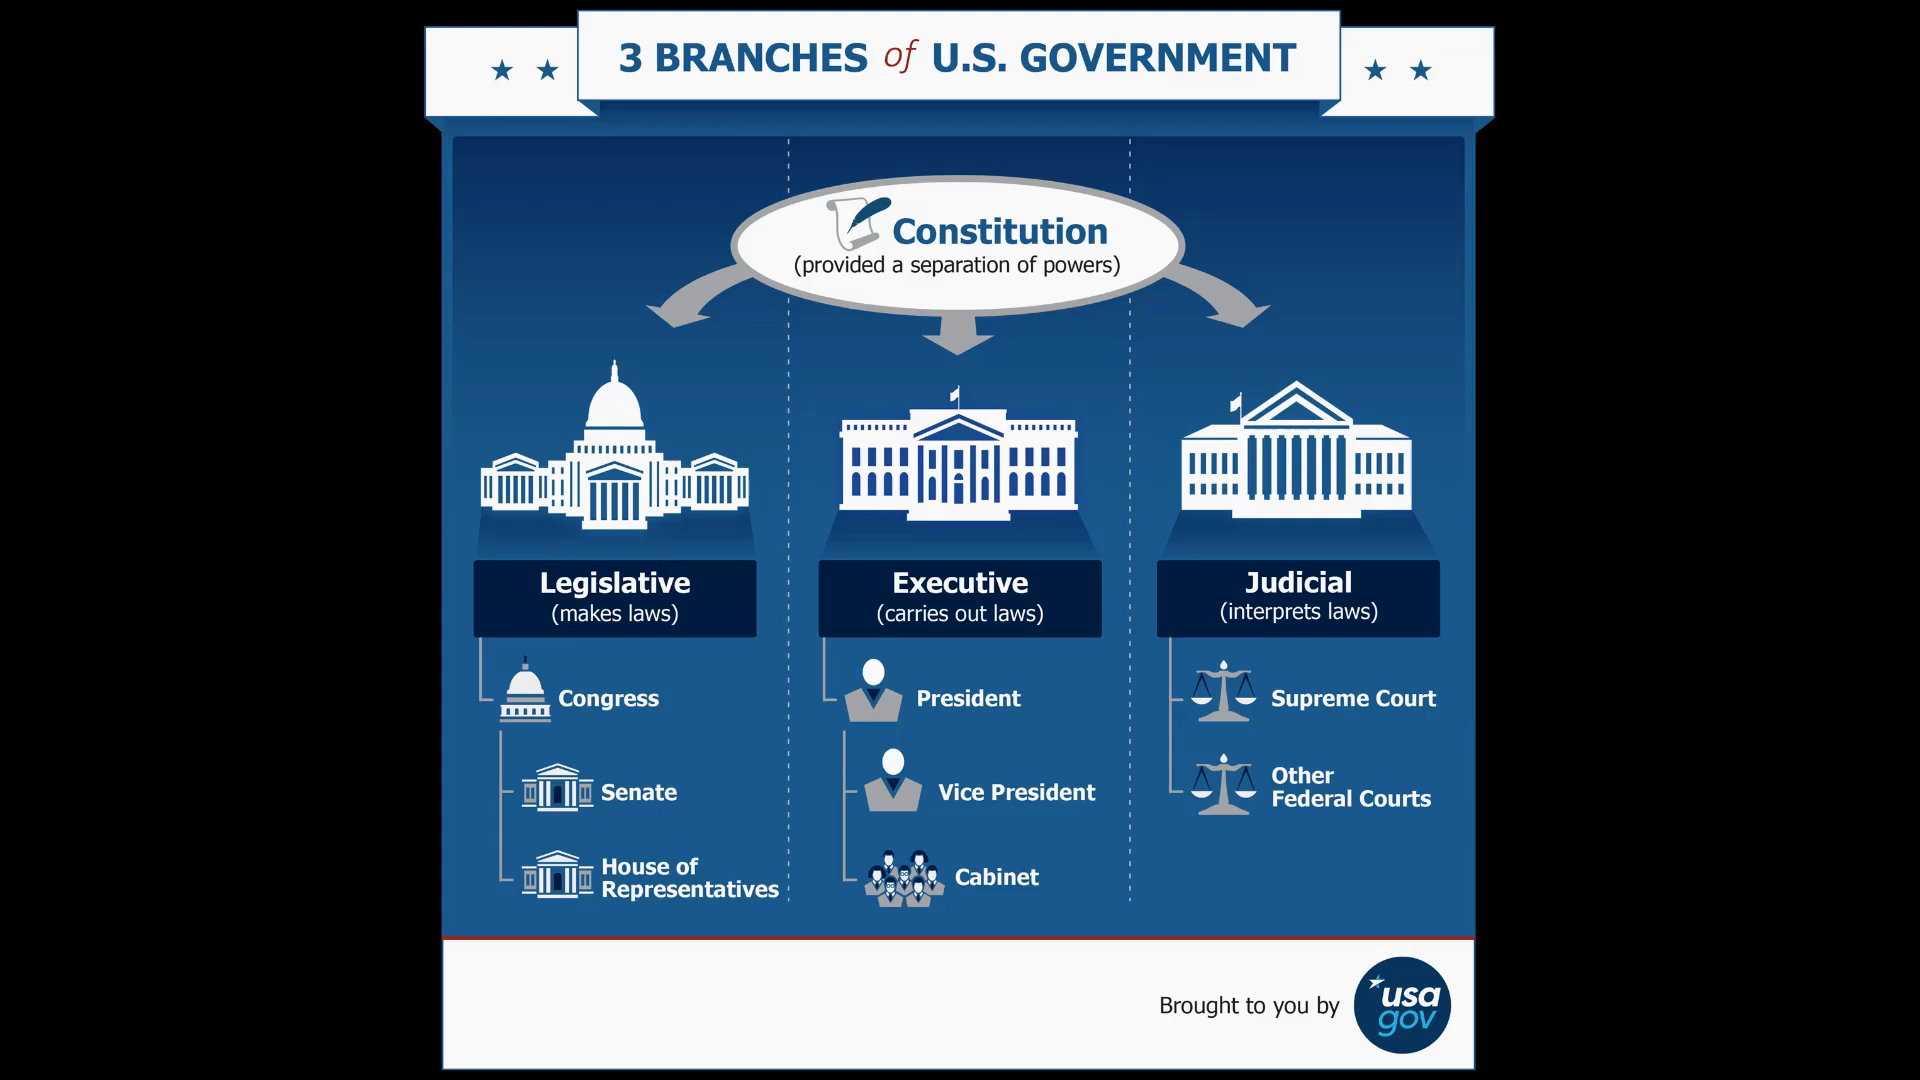 3 BRANCHES of U.S. GOVERNMENT
Constitution
(provided a separation of powers)
Legislative
(makes laws)
Congress
Senate
House of
Representatives
Executive
(carries out laws)
President
Vice President
Cabinet
Judicial
(interprets laws)
Supreme Court
Other
Federal Courts
Brought to you by
usa
gov